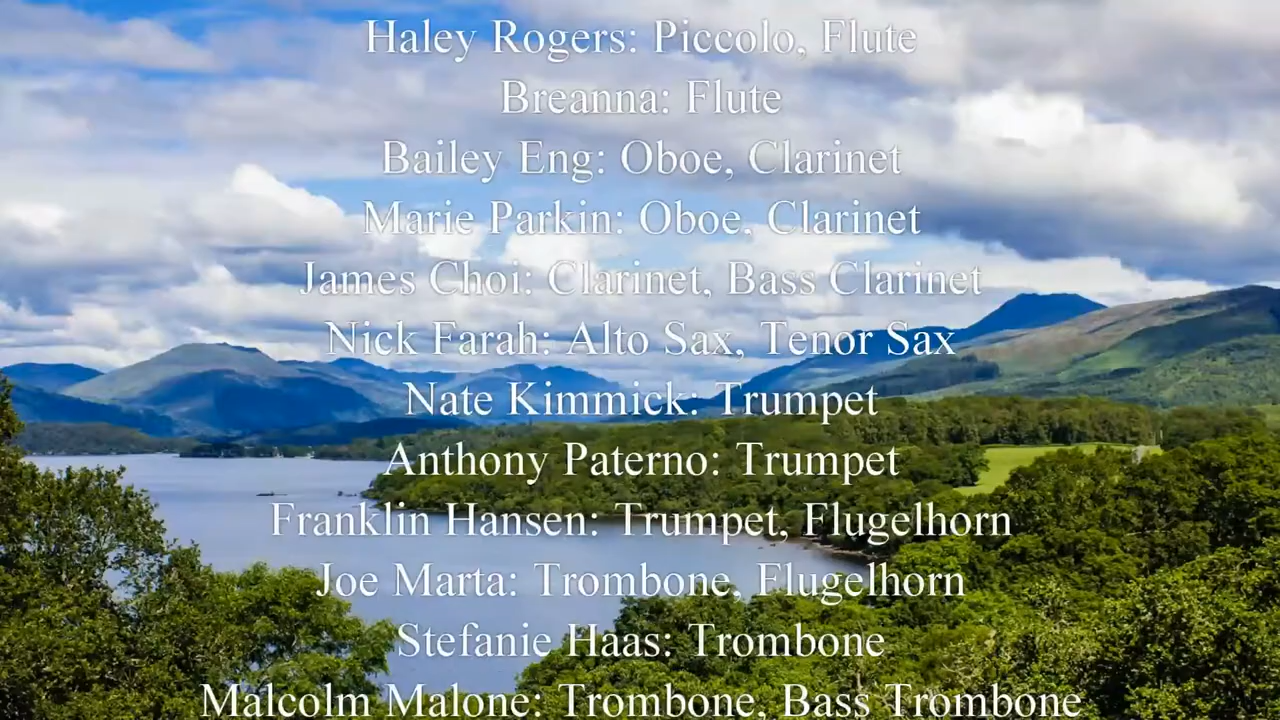 Haley Rogers: Piccolo, Flute
Breanna: Flute
Bailey Eng: Oboe, Clarinet
Marie Parkin: Oboe, Clarinet
James Choi: Clarinet, Bass Clarinet
Nick Farah: Alto Sax, Tenor Sax
Nate Kimmick: Trumpet
Anthony Paterno: Trumpet
Franklin Hansen: Trumpet, Flugelhorn
Joe Marta: Trombone, Flugelhorn
Stefanie Haas: Trombone
Malcolm Malone: Trombone, Bass Trombone